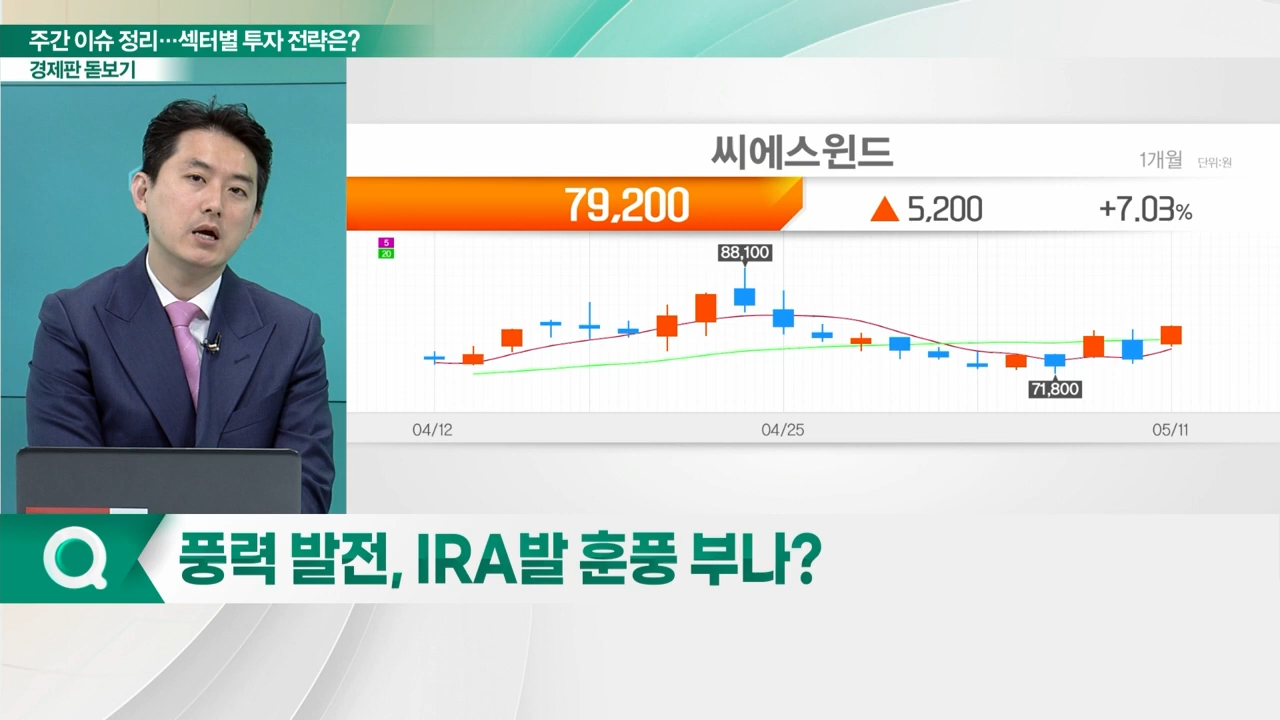 주간 이슈 정리…섹터별 투자 전략은?
경제판 돋보기
씨에스윈드
1개월 단위:원
79,200 ▲ 5,200 +7.03%
5
20
88,100
71,800
04/12 04/25 05/11
Q 풍력 발전, IRA발 훈풍 부나?